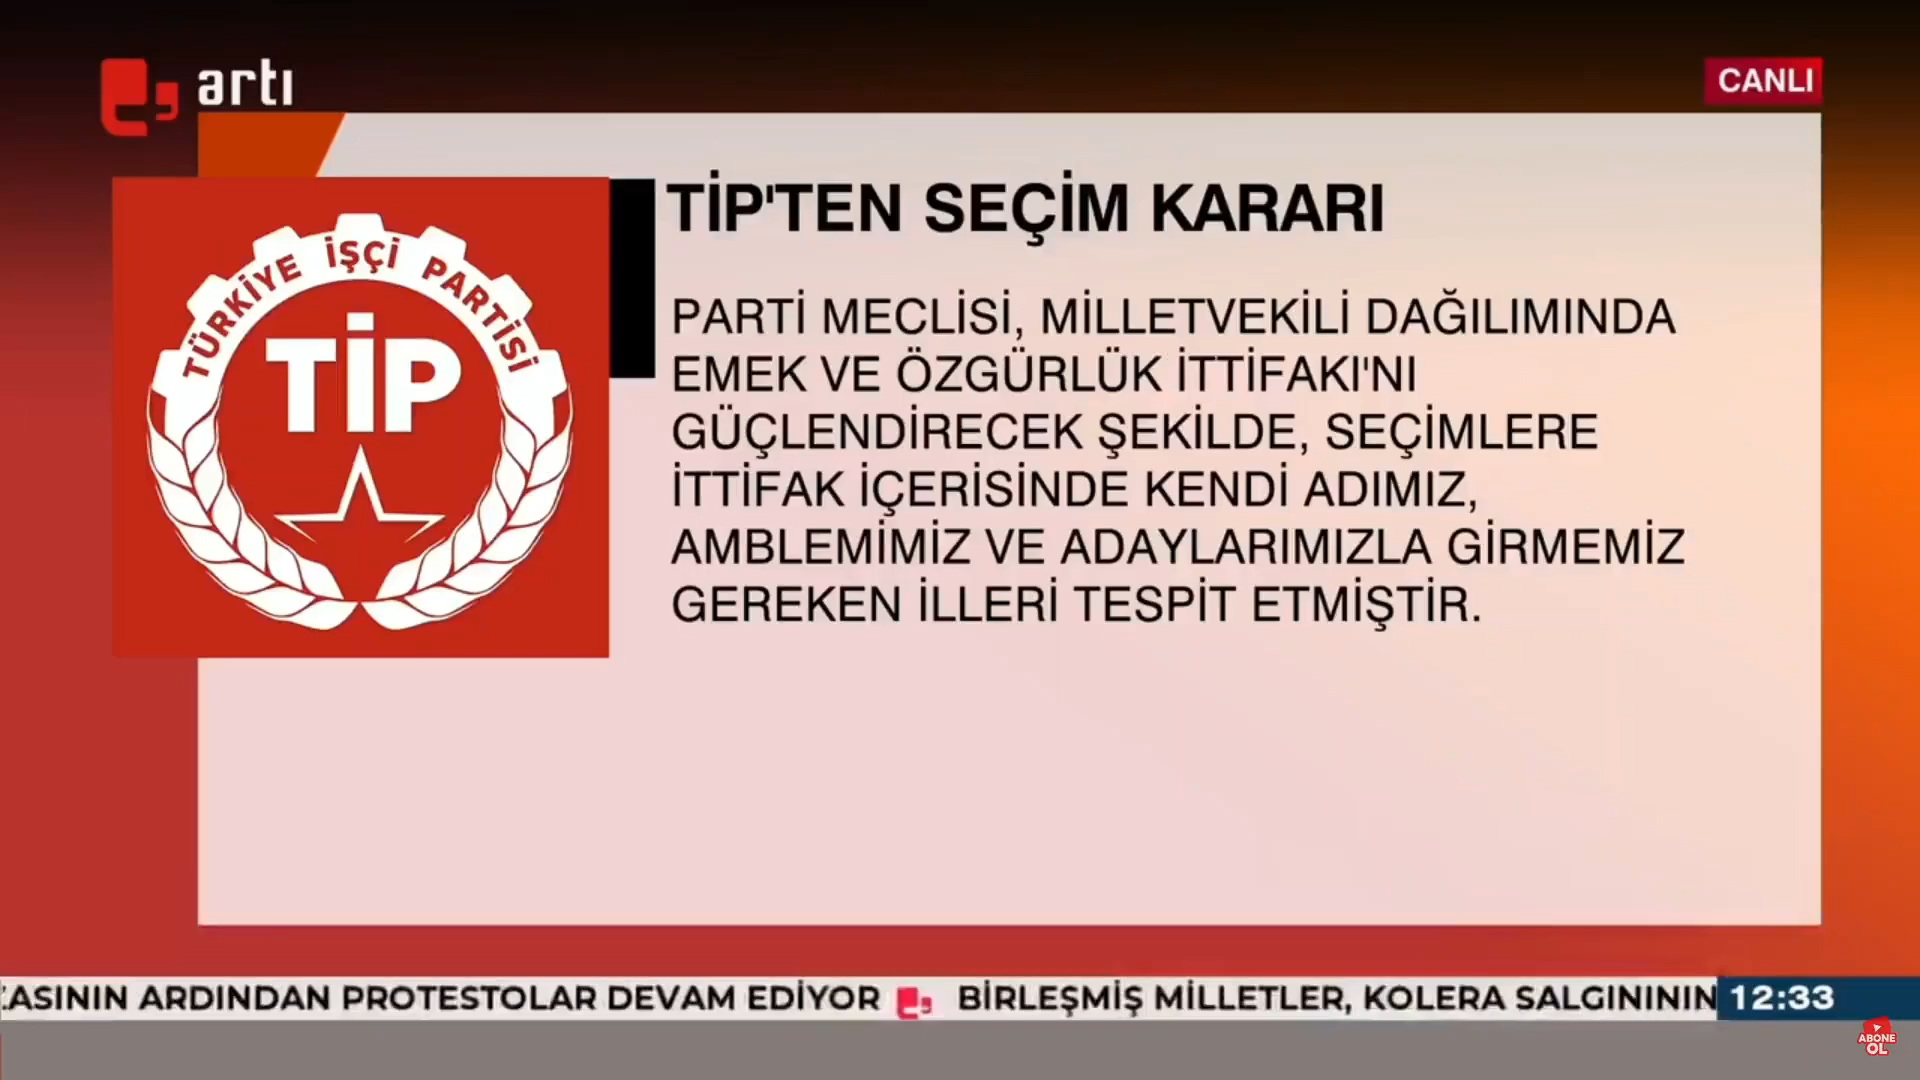 artı
CANLI
TÜRKİYE İŞÇİ PARTİSİ
TİP
TİP'TEN SEÇİM KARARI
PARTİ MECLİSİ, MİLLETVEKİLİ DAĞILIMINDA
EMEK VE ÖZGÜRLÜK İTTİFAKI'NI
GÜÇLENDİRECEK ŞEKİLDE, SEÇİMLERE
İTTİFAK İÇERİSİNDE KENDİ ADIMIZ,
AMBLEMİMİZ VE ADAYLARIMIZLA GİRMEMİZ
GEREKEN İLLERİ TESPİT ETMİŞTİR.
ARDINDAN PROTESTOLAR DEVAM EDİYOR BİRLEŞMİŞ MİLLETLER, KOLERA SALGINININ 12:33
ABONE
OL